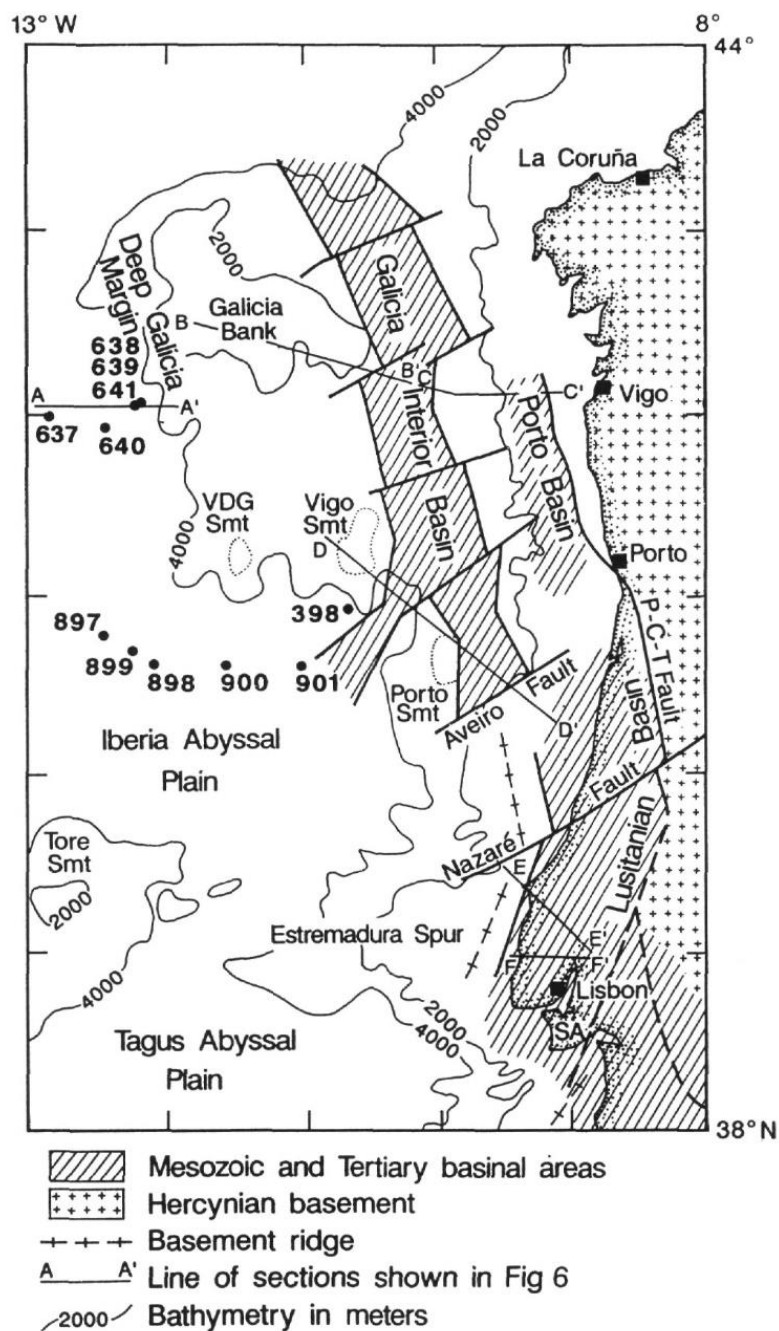 13° W
8°
44°
4000
2000
La Coruña
2000
Deep Galicia
Margin
Galicia
Bank
B
Galicia
Interior
Basin
638
639
641
A
A'
B'
C
C'
Vigo
637
640
Porto
Basin
VDG
Smt
Vigo
Smt
D
4000
Porto
398
897
899
898
900
901
P-C-T Fault
Porto
Smt
Aveiro Fault
D'
Iberia Abyssal
Plain
Lusitanian Basin
Nazaré Fault
Tore
Smt
2000
E
E'
Estremadura Spur
F
F'
4000
Lisbon
SA
2000
4000
Tagus Abyssal
Plain
38°N
Mesozoic and Tertiary basinal areas
Hercynian basement
Basement ridge
A A' Line of sections shown in Fig 6
2000 Bathymetry in meters